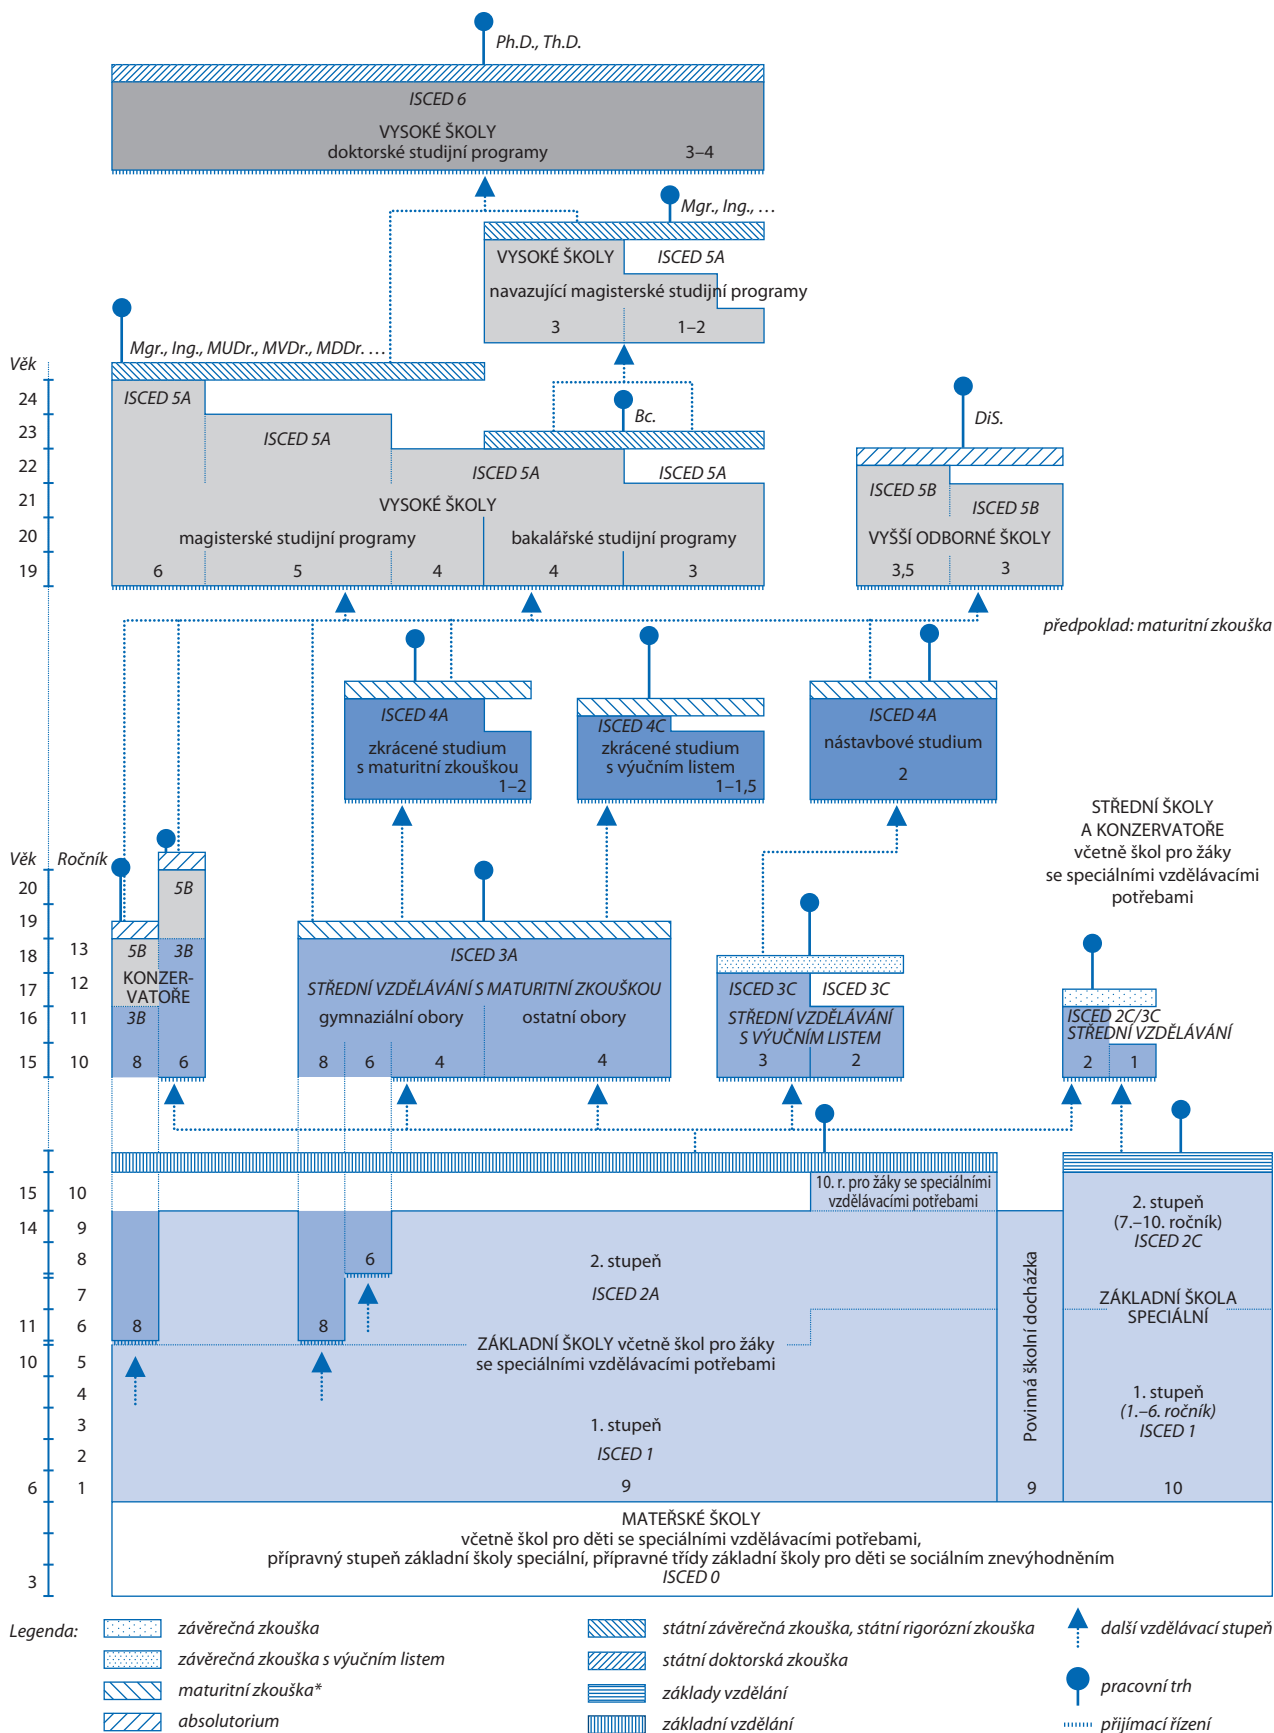 Ph.D., Th.D.
ISCED 6
VYSOKÉ ŠKOLY
doktorské studijní programy
3–4
Mgr., Ing., …
VYSOKÉ ŠKOLY
ISCED 5A
navazující magisterské studijní programy
3
1–2
Mgr., Ing., MUDr., MVDr., MDDr. …
Věk
24
23
22
21
20
19
ISCED 5A
ISCED 5A
ISCED 5A
Bc.
ISCED 5A
VYSOKÉ ŠKOLY
magisterské studijní programy
bakalářské studijní programy
6
5
4
4
3
DiS.
ISCED 5B
ISCED 5B
VYŠŠÍ ODBORNÉ ŠKOLY
3,5
3
předpoklad: maturitní zkouška
ISCED 4A
zkrácené studium
s maturitní zkouškou
1–2
ISCED 4C
zkrácené studium
s výučním listem
1–1,5
ISCED 4A
nástavbové studium
2
STŘEDNÍ ŠKOLY
A KONZERVATOŘE
včetně škol pro žáky
se speciálními vzdělávacími
potřebami
Věk
Ročník
20
19
18
13
17
12
16
11
15
10
5B
5B
3B
KONZER-
VATOŘE
3B
8
6
ISCED 3A
STŘEDNÍ VZDĚLÁVÁNÍ S MATURITNÍ ZKOUŠKOU
gymnaziální obory
ostatní obory
8
6
4
4
ISCED 3C
ISCED 3C
STŘEDNÍ VZDĚLÁVÁNÍ
S VÝUČNÍM LISTEM
3
2
ISCED 2C/3C
STŘEDNÍ VZDĚLÁVÁNÍ
2
1
15
10
14
9
8
7
11
6
10
5
4
3
2
6
1
3
10. r. pro žáky se speciálními
vzdělávacími potřebami
8
8
6
2. stupeň
ISCED 2A
ZÁKLADNÍ ŠKOLY včetně škol pro žáky
se speciálními vzdělávacími potřebami
1. stupeň
ISCED 1
9
Povinná školní docházka
9
2. stupeň
(7.–10. ročník)
ISCED 2C
ZÁKLADNÍ ŠKOLA
SPECIÁLNÍ
1. stupeň
(1.–6. ročník)
ISCED 1
10
MATEŘSKÉ ŠKOLY
včetně škol pro děti se speciálními vzdělávacími potřebami,
přípravný stupeň základní školy speciální, přípravné třídy základní školy pro děti se sociálním znevýhodněním
ISCED 0
Legenda:
závěrečná zkouška
závěrečná zkouška s výučním listem
maturitní zkouška*
absolutorium
státní závěrečná zkouška, státní rigorózní zkouška
státní doktorská zkouška
základy vzdělání
základní vzdělání
další vzdělávací stupeň
pracovní trh
přijímací řízení